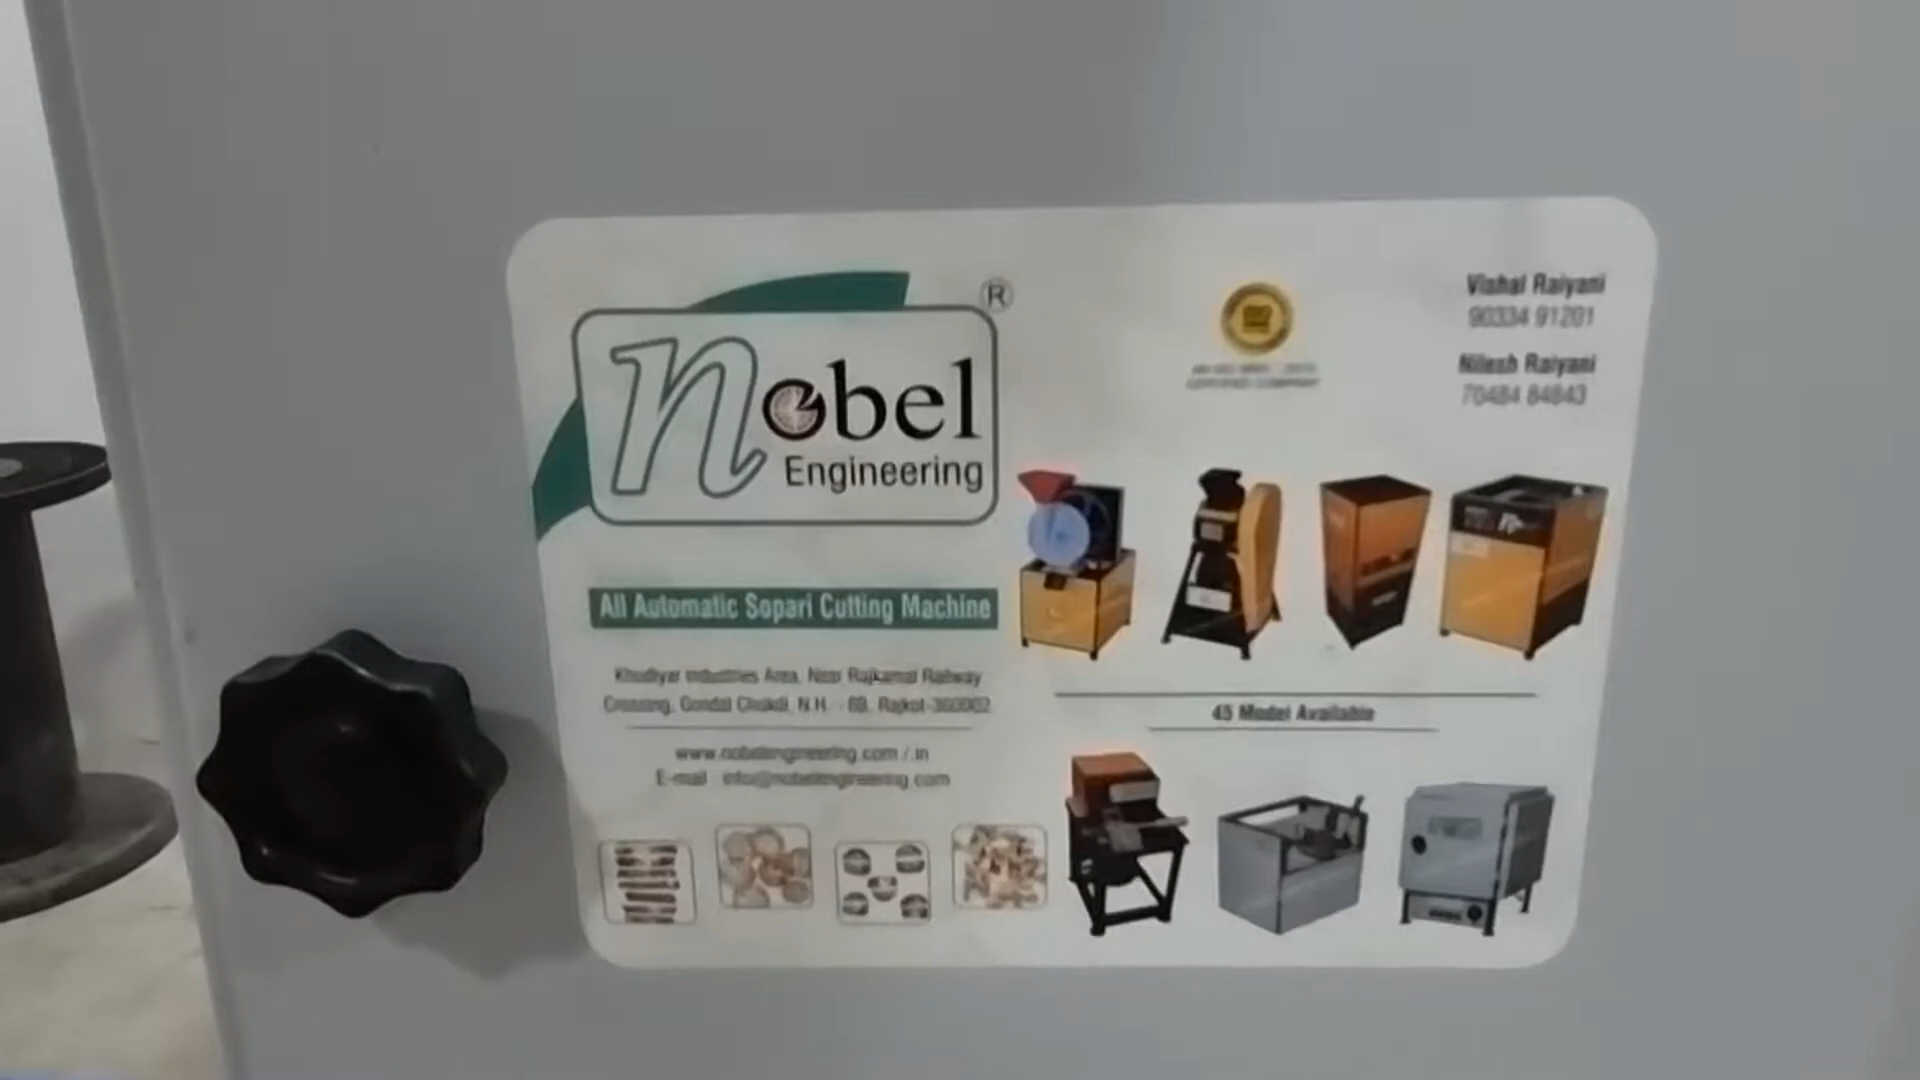 nobel
®
Engineering
All Automatic Sopari Cutting Machine
Khodiyar Industries Area, Near Rajkamal Railway
Crossing, Gondal Chokdi, N.H. - 8B, Rajkot-360002
www.nobelengineering.com / .in
E-mail info@nobelengineering.com
CERTIFIED COMPANY
Vishal Raiyani
90334 91201
Nilesh Raiyani
70484 84843
45 Model Available